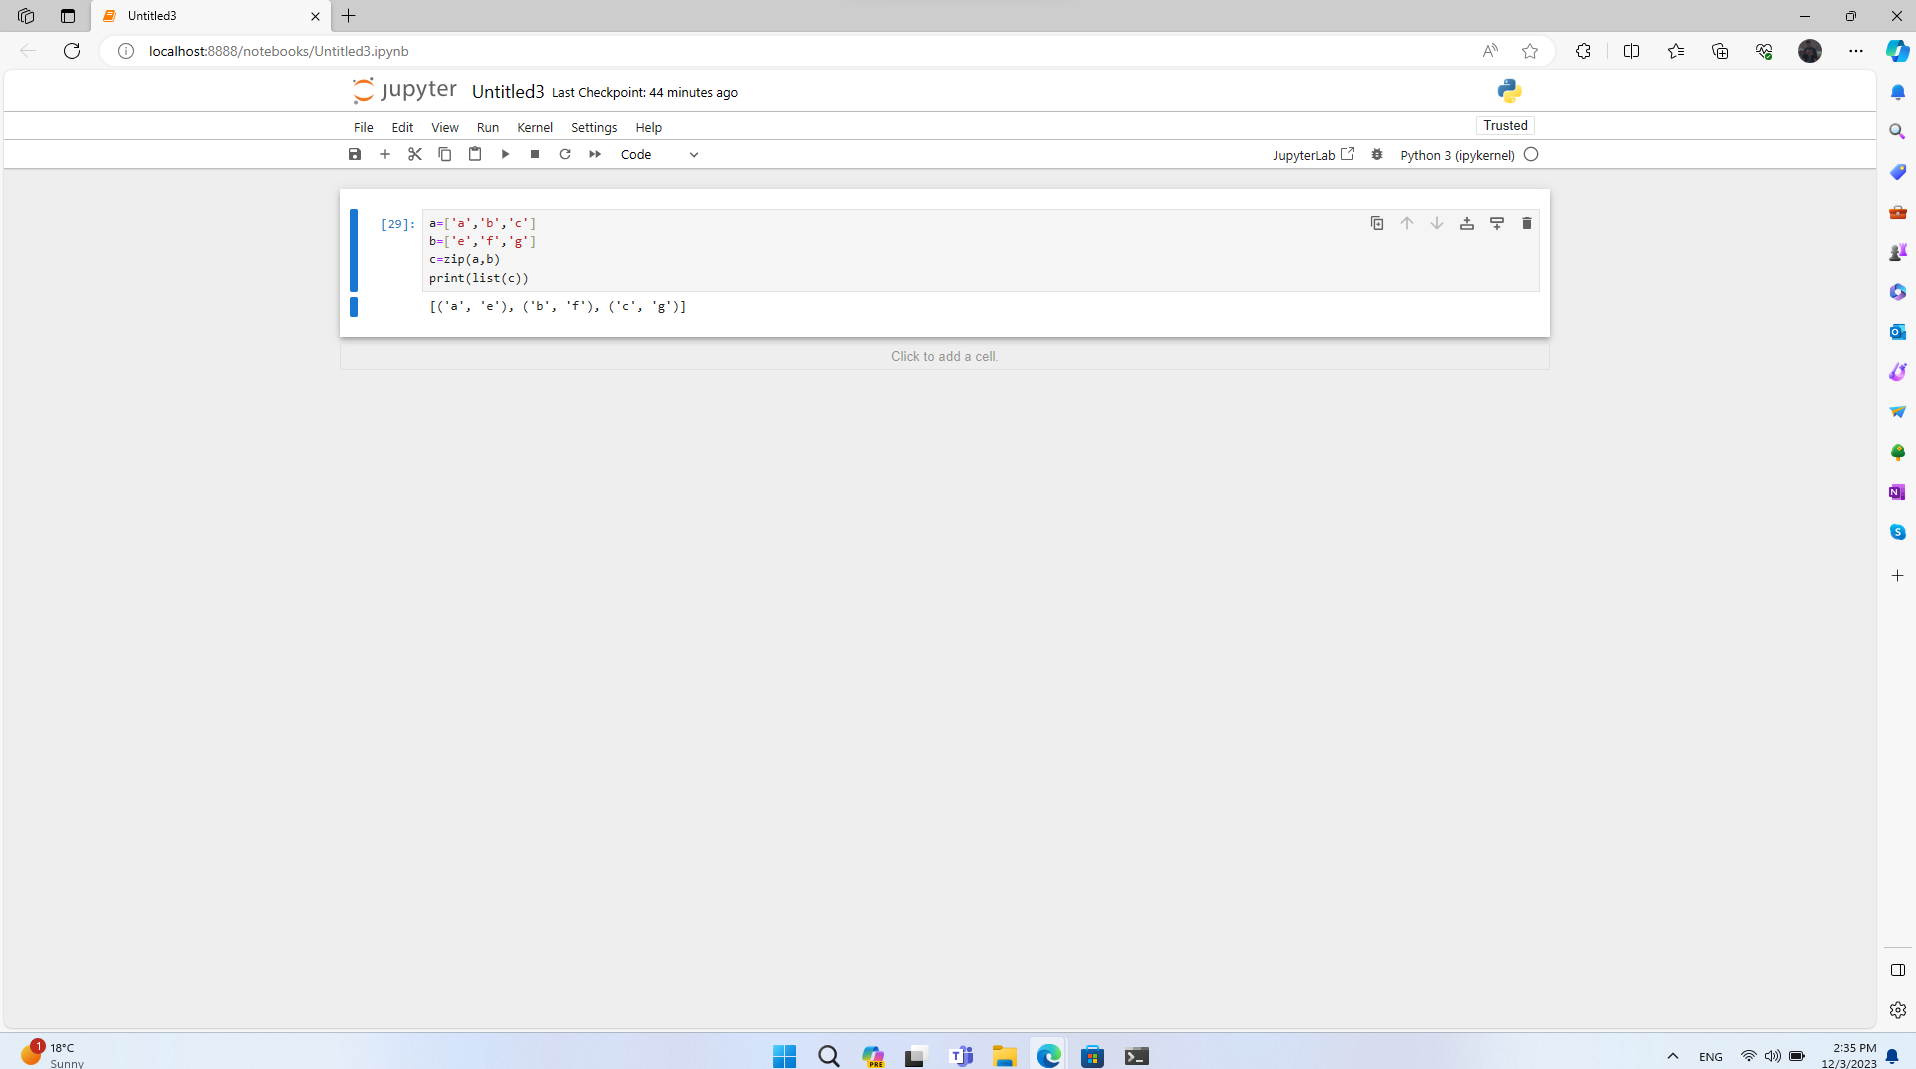 Untitled3
localhost:8888/notebooks/Untitled3.ipynb
jupyter Untitled3 Last Checkpoint: 44 minutes ago
File Edit View Run Kernel Settings Help Trusted
Code JupyterLab Python 3 (ipykernel)
[29]: a=['a','b','c']
b=['e','f','g']
c=zip(a,b)
print(list(c))
[('a', 'e'), ('b', 'f'), ('c', 'g')]
Click to add a cell.
1 18°C
Sunny
PRE
ENG
2:35 PM
12/3/2023